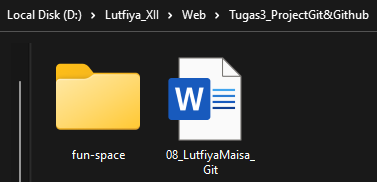 Local Disk (D:) > Lutfiya_XII > Web > Tugas3_ProjectGit&Github
W
fun-space
08_LutfiyaMaisa_
Git